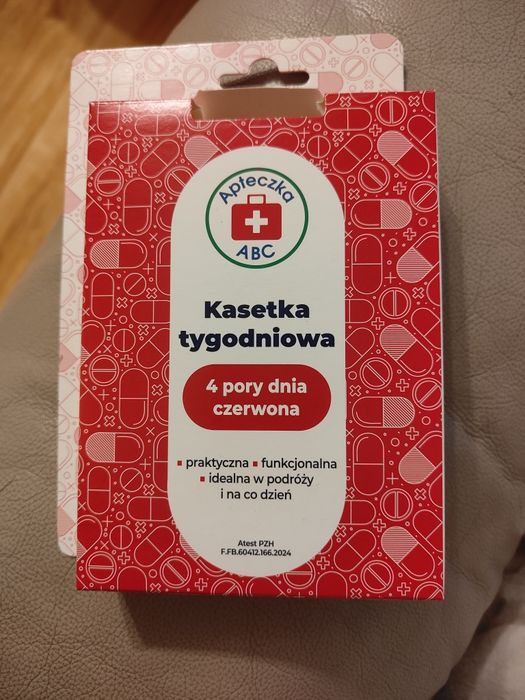 Apteczka
ABC
Kasetka
tygodniowa
4 pory dnia
czerwona
▪ praktyczna ▪ funkcjonalna
▪ idealna w podróży
i na co dzień
Atest PZH
F.FB.60412.166.2024